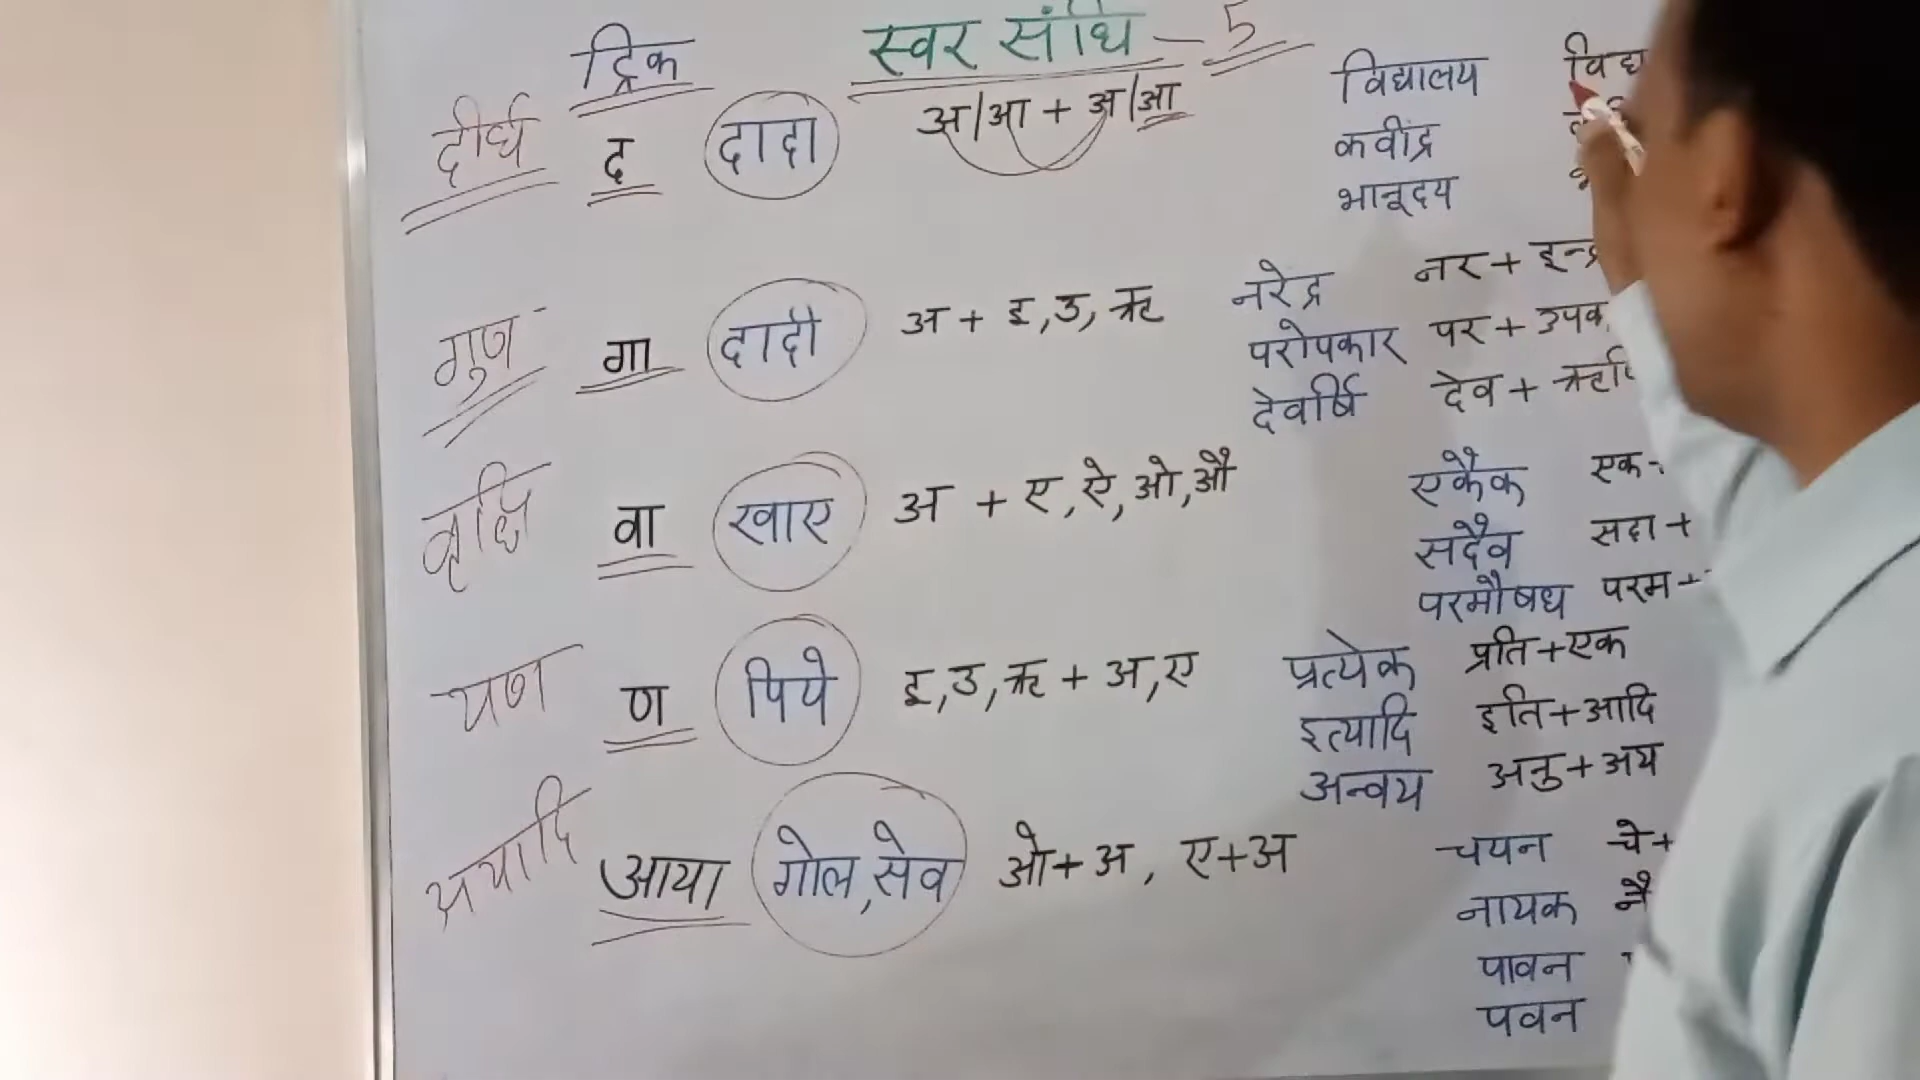 स्वर संधि — 5
ट्रिक
दीर्घ द दादा अ/आ + अ/आ विद्यालय
कवींद्र
भानूदय
गुण गा दादी अ + इ, उ, ऋ नरेंद्र नर + इन्द्र
परोपकार पर + उपक
देवर्षि देव + ऋषि
वृद्धि वा खाए अ + ए, ऐ, ओ, औ एकैक एक
सदैव सदा +
परमौषध परम +
यण ण पिये इ, उ, ऋ + अ, ए प्रत्येक प्रति+एक
इत्यादि इति+आदि
अन्वय अनु+अय
अयादि आया गोल, सेव ओ+अ, ए+अ चयन चे+
नायक नै
पावन
पवन